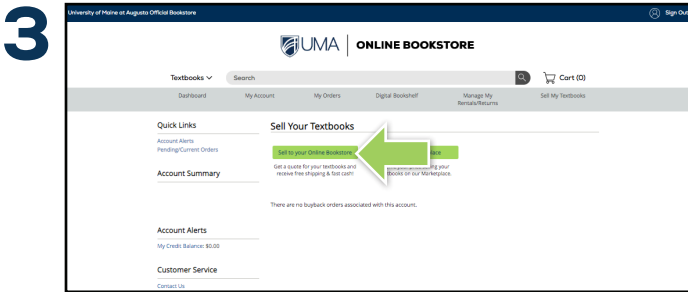 3
University of Maine at Augusta Official Bookstore
Sign Out
UMA | ONLINE BOOKSTORE
Textbooks
Search
Cart (0)
Dashboard
My Account
My Orders
Digital Bookshelf
Manage My
Rentals/Returns
Sell My Textbooks
Quick Links
Account Alerts
Pending/Current Orders
Account Summary
Account Alerts
My Credit Balance: $0.00
Customer Service
Contact Us
Sell Your Textbooks
Sell to your Online Bookstore
Get a quote for your textbooks and
receive free shipping & fast cash!
your
on our Marketplace.
There are no buyback orders associated with this account.